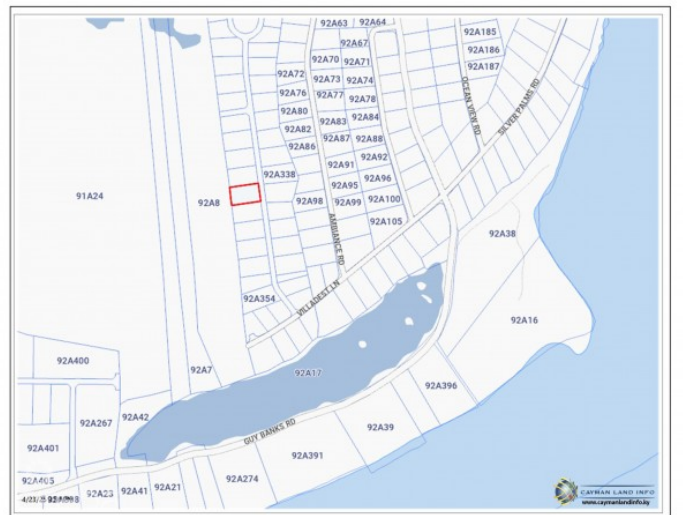 92A63 92A64
92A185
92A67
92A186
92A70 92A71
92A187
92A72
92A73 92A74
92A76 92A77
92A78
OCEAN VIEW RD
SILVER PALMS RD
92A80
92A83 92A84
92A82
92A87 92A88
92A86
92A91 92A92
92A338
91A24
92A8
92A95 92A96
92A98 92A99 92A100
92A105
AMBIANCE RD
92A38
92A354
VILLADEST LN
92A16
92A400
92A7
92A17
92A396
92A42
92A267
GUY BANKS RD
92A39
92A401
92A391
92A274
92A405
92A23 92A41 92A21
CAYMAN LAND INFO
www.caymanlandinfo.ky